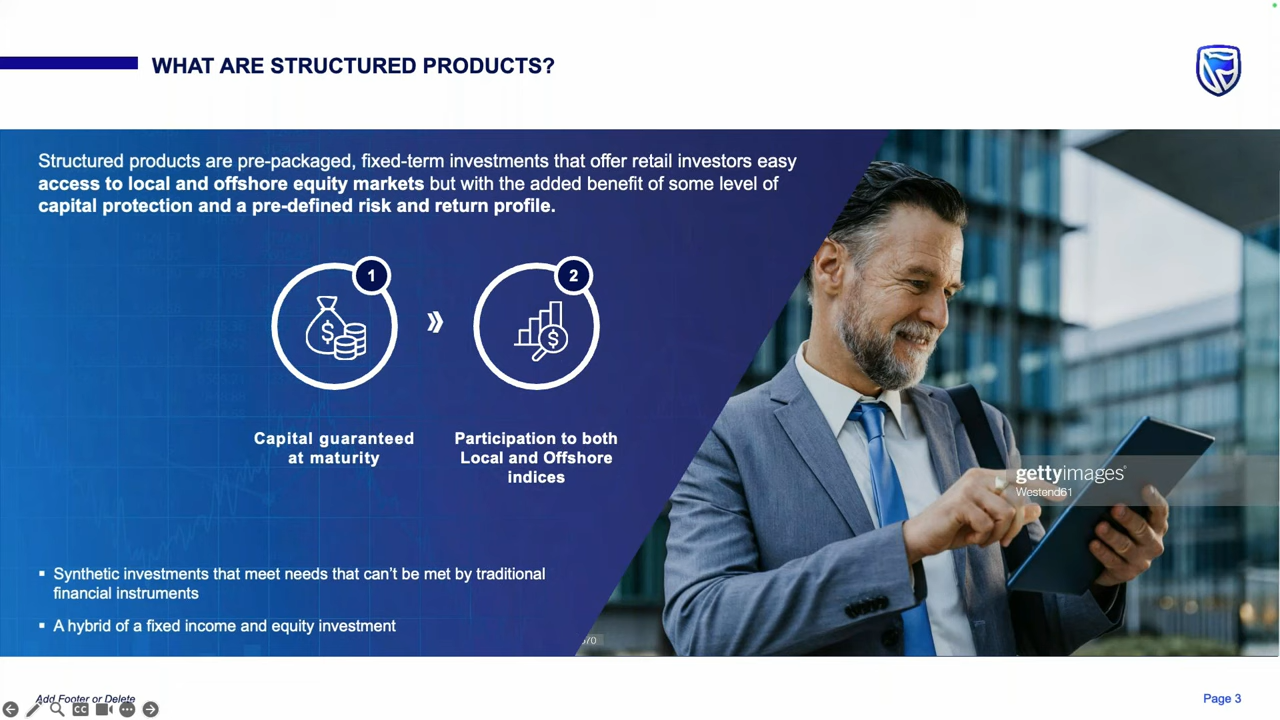 WHAT ARE STRUCTURED PRODUCTS?
Structured products are pre-packaged, fixed-term investments that offer retail investors easy
access to local and offshore equity markets but with the added benefit of some level of
capital protection and a pre-defined risk and return profile.
1
2
$
$
Capital guaranteed
at maturity
Participation to both
Local and Offshore
indices
gettyimages®
Westend61
▪ Synthetic investments that meet needs that can't be met by traditional
financial instruments
▪ A hybrid of a fixed income and equity investment
Add Footer or Delete
CC
Page 3